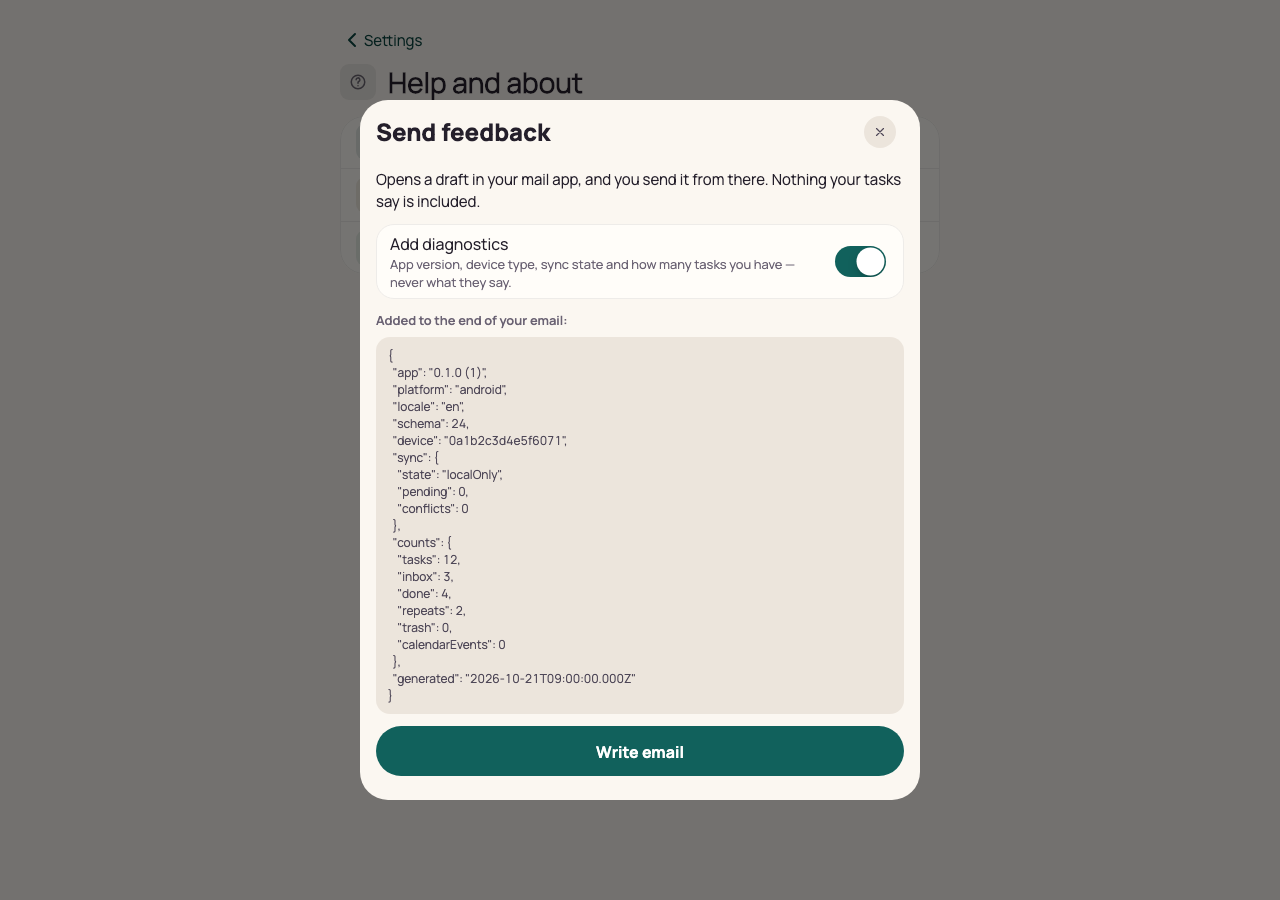 Settings
Help and about
Send feedback
Opens a draft in your mail app, and you send it from there. Nothing your tasks
say is included.
Add diagnostics
App version, device type, sync state and how many tasks you have —
never what they say.
Added to the end of your email:
{
"app": "0.1.0 (1)",
"platform": "android",
"locale": "en",
"schema": 24,
"device": "0a1b2c3d4e5f6071",
"sync": {
"state": "localOnly",
"pending": 0,
"conflicts": 0
},
"counts": {
"tasks": 12,
"inbox": 3,
"done": 4,
"repeats": 2,
"trash": 0,
"calendarEvents": 0
},
"generated": "2026-10-21T09:00:00.000Z"
}
Write email